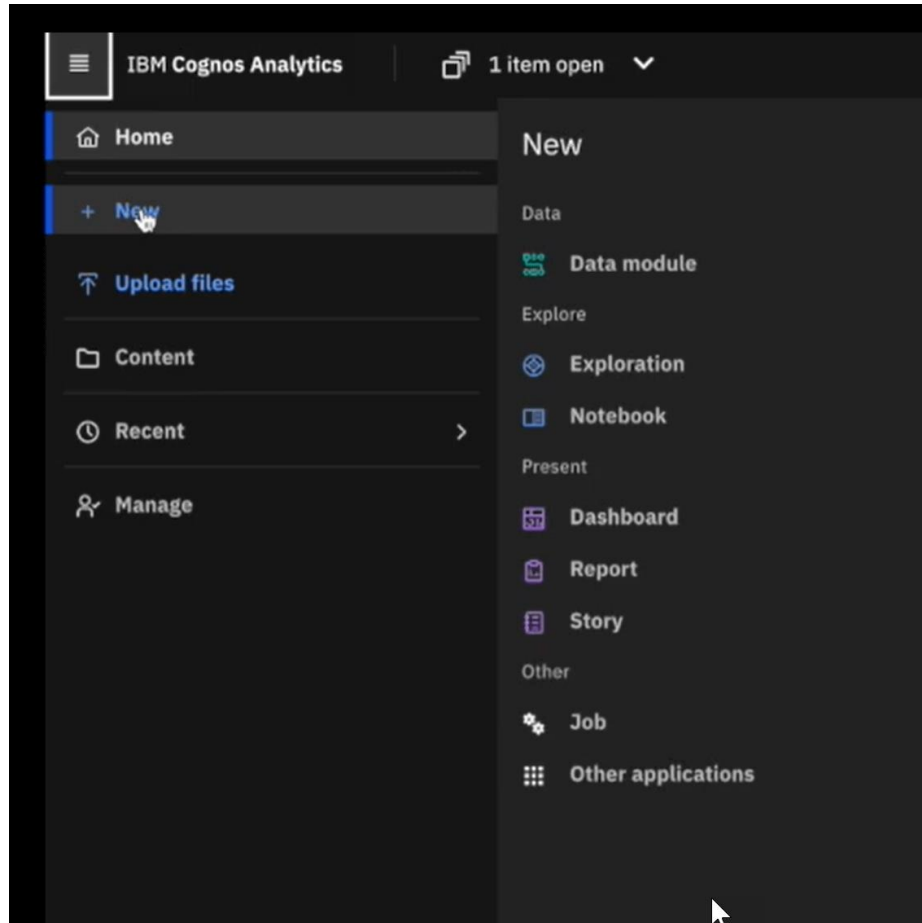 IBM Cognos Analytics
1 item open
Home
New
Upload files
Content
Recent
Manage
New
Data
Data module
Explore
Exploration
Notebook
Present
Dashboard
Report
Story
Other
Job
Other applications